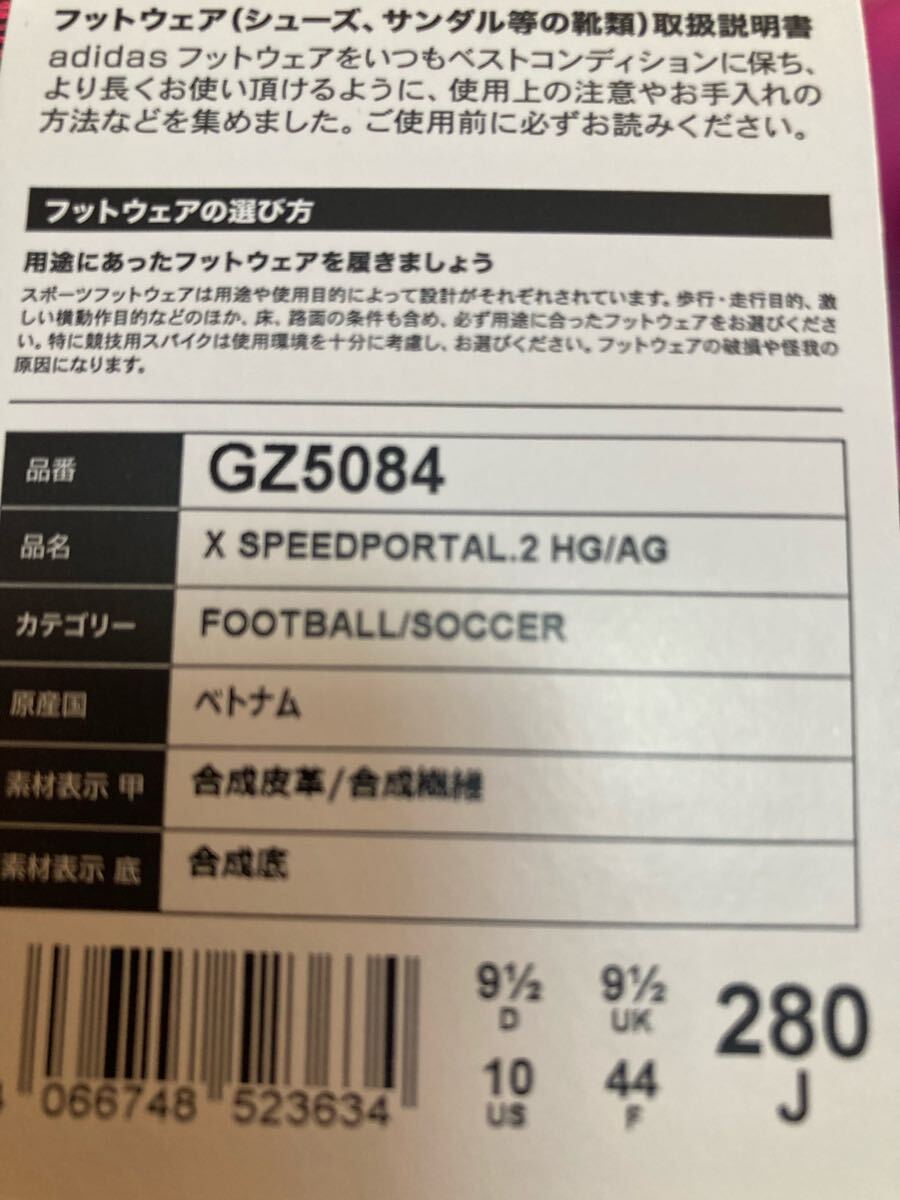 フットウェア(シューズ、サンダル等の靴類)取扱説明書
adidas フットウェアをいつもベストコンディションに保ち、
より長くお使い頂けるように、使用上の注意やお手入れの
方法などを集めました。ご使用前に必ずお読みください。
フットウェアの選び方
用途にあったフットウェアを履きましょう
スポーツフットウェアは用途や使用目的によって設計がそれぞれされています。歩行・走行目的、激
しい横動作目的などのほか、床、路面の条件も含め、必ず用途に合ったフットウェアをお選びくださ
い。特に競技用スパイクは使用環境を十分に考慮し、お選びください。フットウェアの破損や怪我の
原因になります。
品番 GZ5084
品名 X SPEEDPORTAL.2 HG/AG
カテゴリー FOOTBALL/SOCCER
原産国 ベトナム
素材表示 甲 合成皮革/合成繊維
素材表示 底 合成底
9½ 9½ 280
D UK J
10 44
US F
4 066748 523634